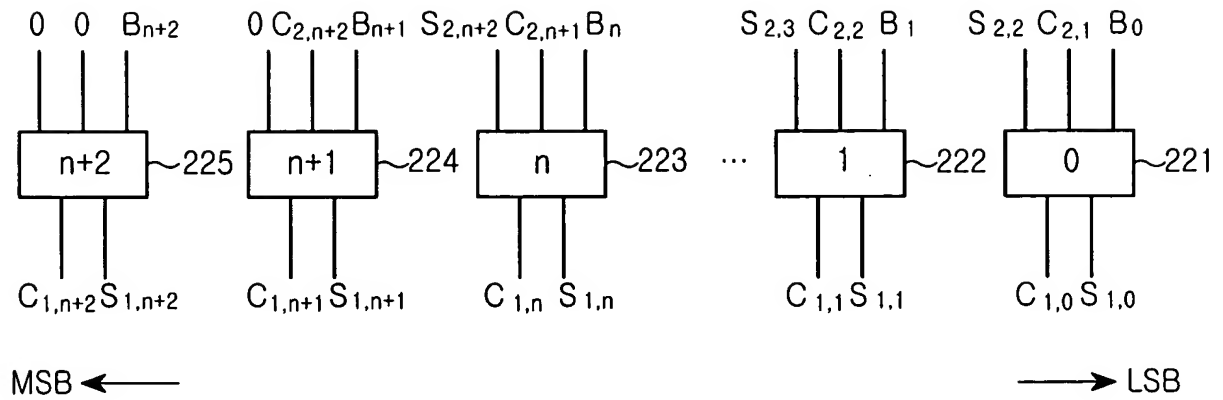 0 0 Bn+2 0 C2,n+2 Bn+1 S2,n+2 C2,n+1 Bn S2,3 C2,2 B1 S2,2 C2,1 B0
n+2 225 n+1 224 n 223 ... 1 222 0 221
C1,n+2 S1,n+2 C1,n+1 S1,n+1 C1,n S1,n C1,1 S1,1 C1,0 S1,0
MSB LSB